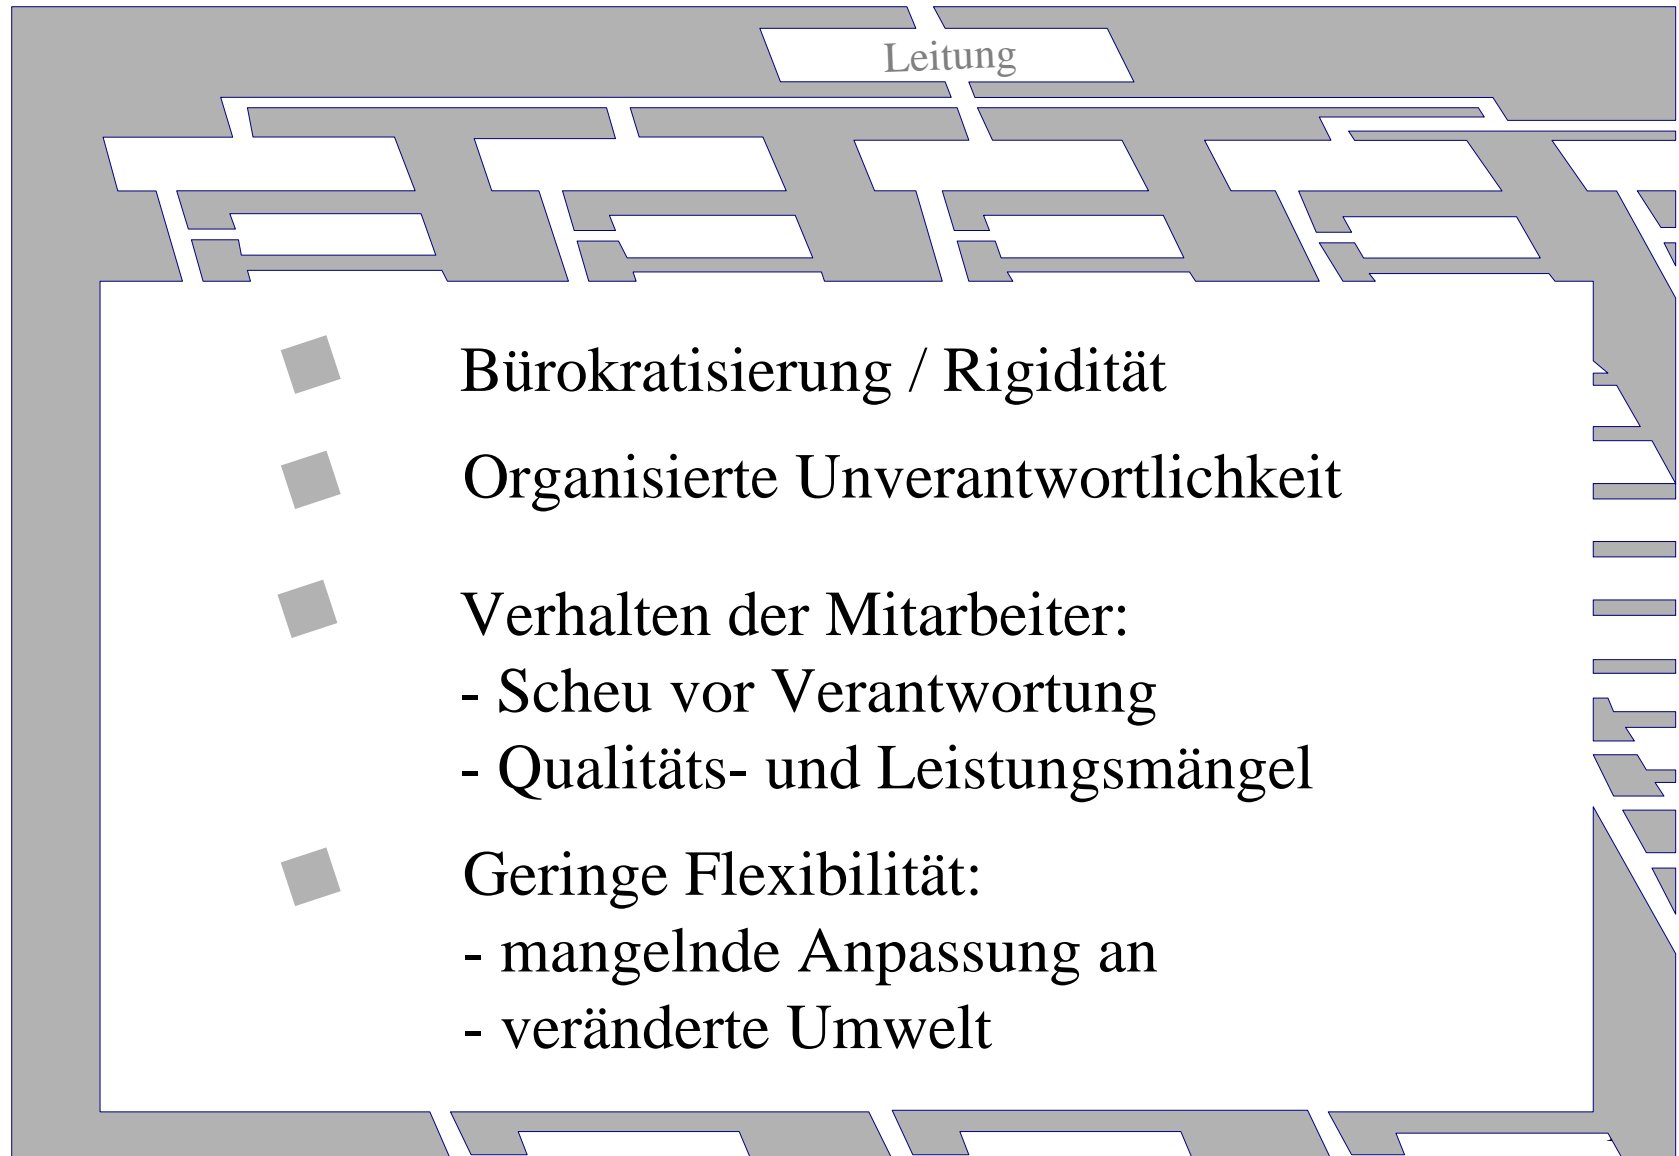 Leitung
Bürokratisierung / Rigidität
Organisierte Unverantwortlichkeit
Verhalten der Mitarbeiter:
- Scheu vor Verantwortung
- Qualitäts- und Leistungsmängel
Geringe Flexibilität:
- mangelnde Anpassung an
- veränderte Umwelt